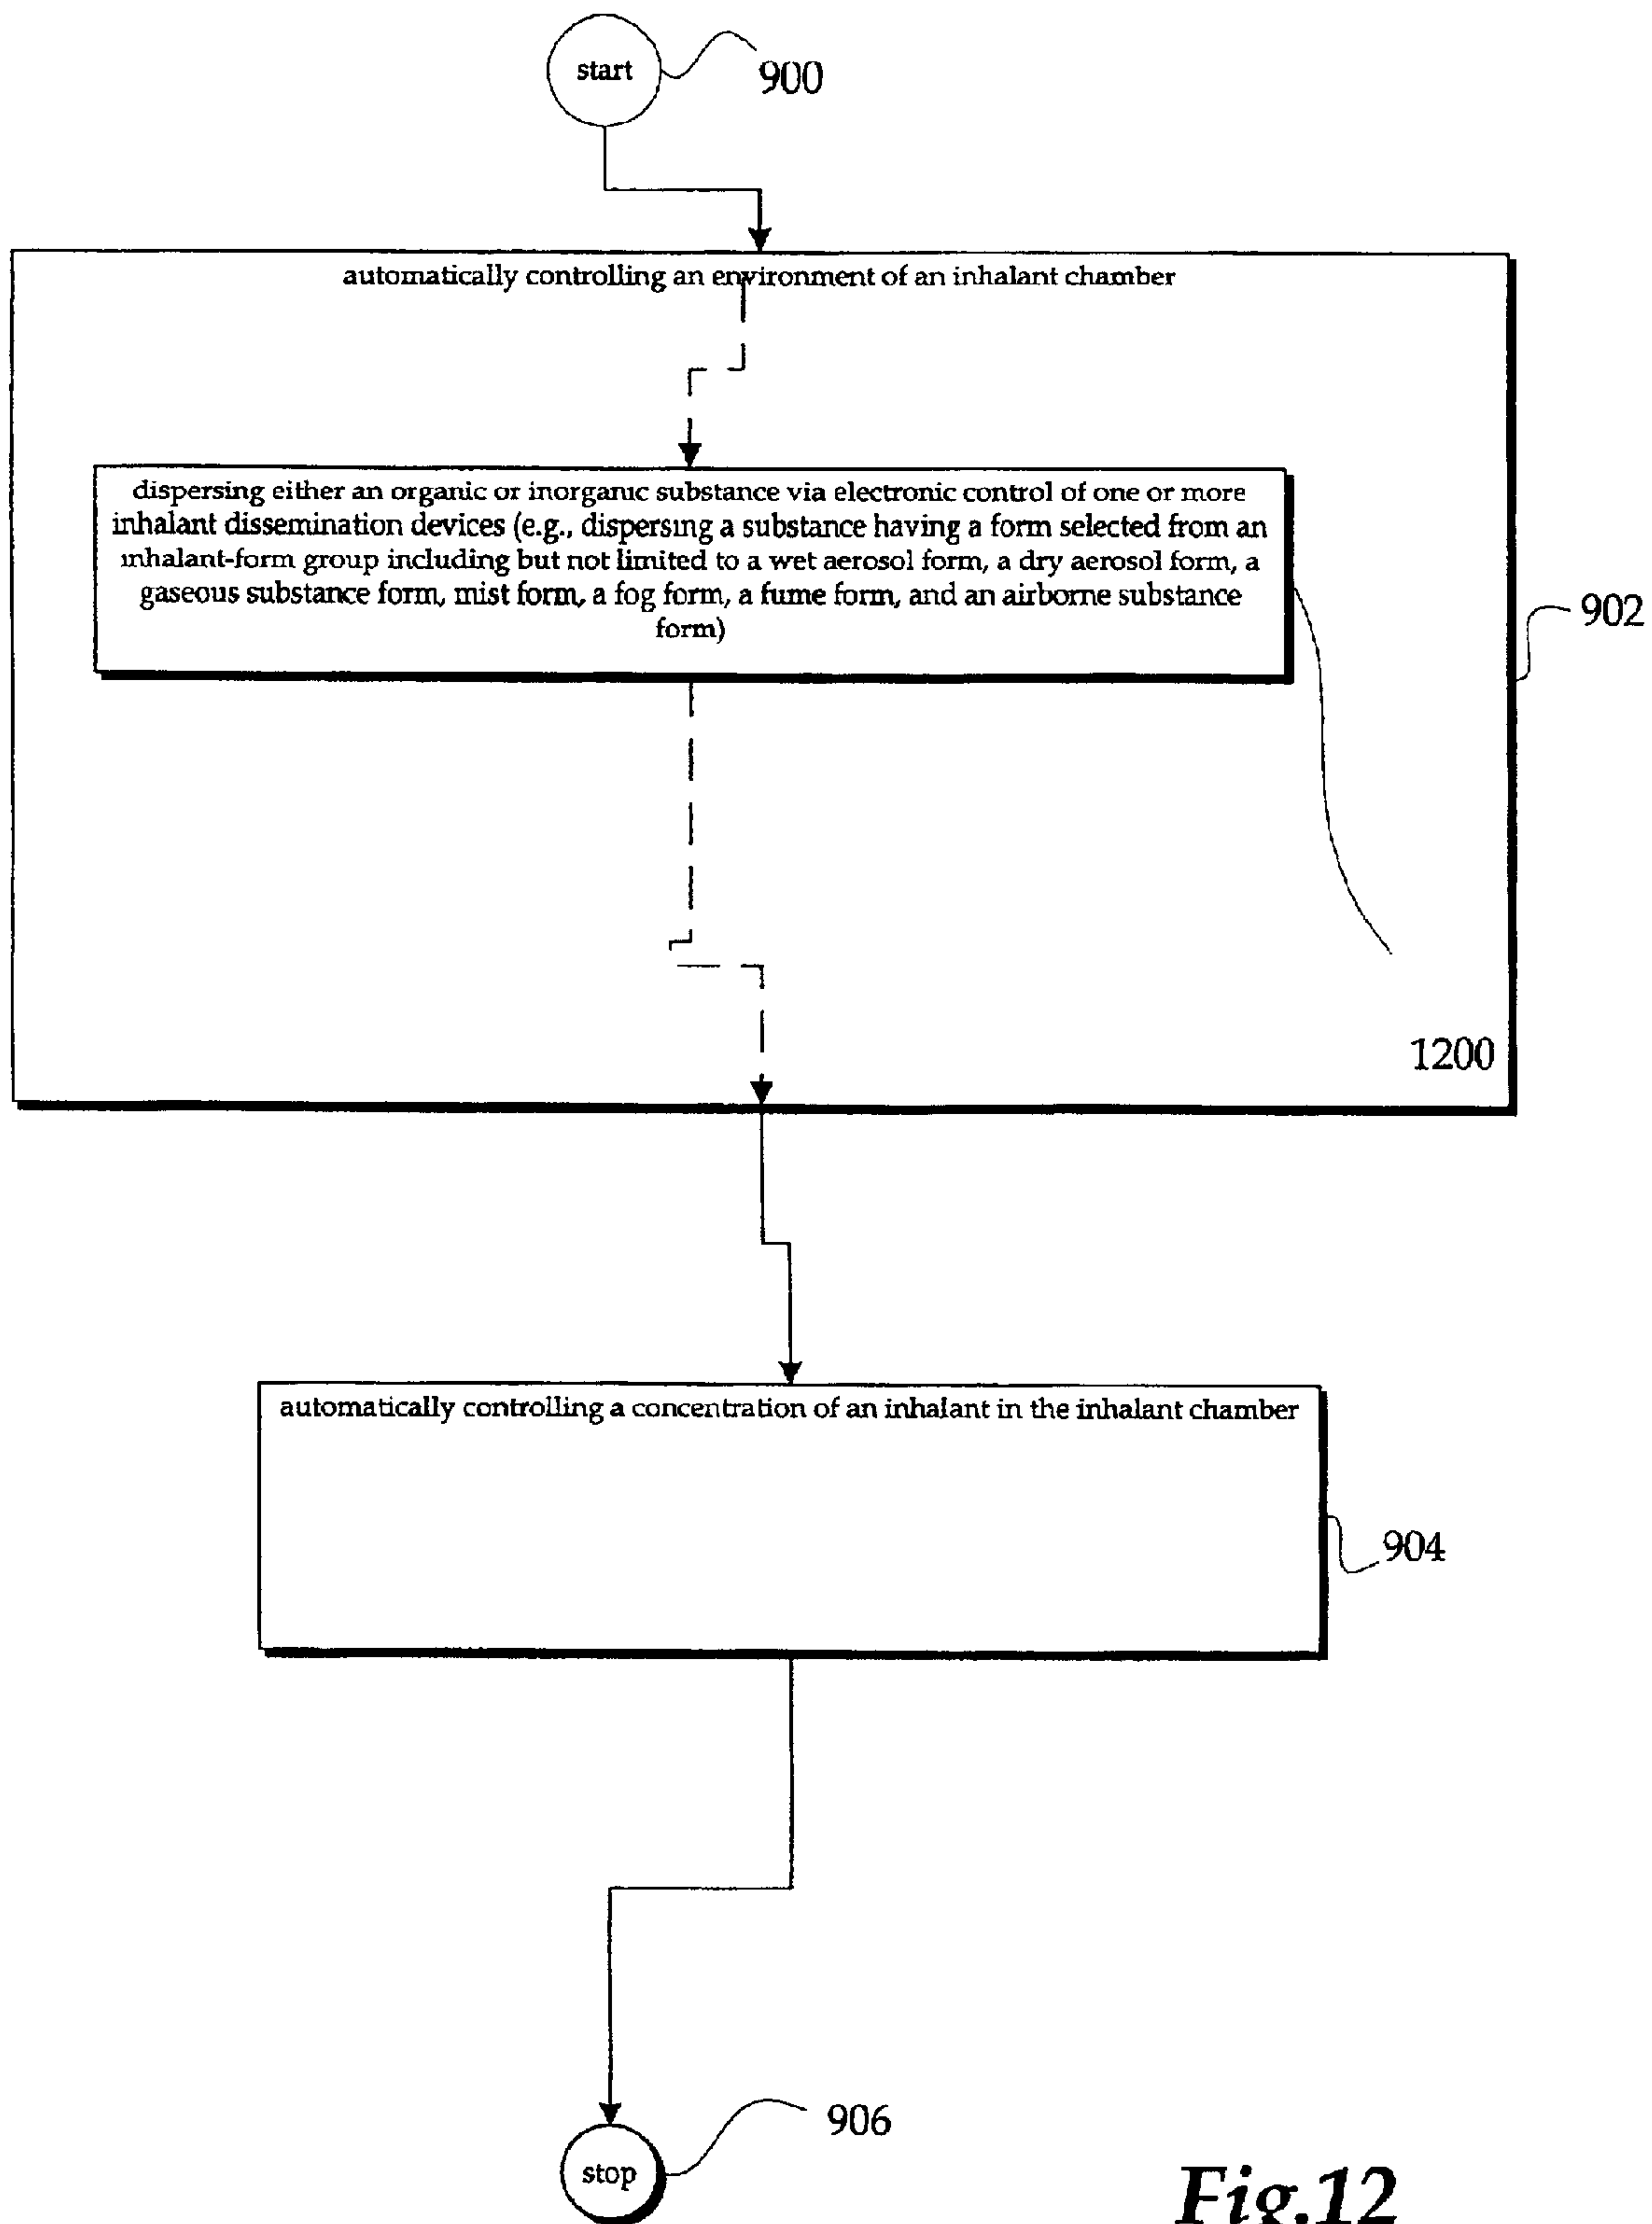 start
900
automatically controlling an environment of an inhalant chamber
dispersing either an organic or inorganic substance via electronic control of one or more
inhalant dissemination devices (e.g., dispersing a substance having a form selected from an
inhalant-form group including but not limited to a wet aerosol form, a dry aerosol form, a
gaseous substance form, mist form, a fog form, a fume form, and an airborne substance
form)
902
1200
automatically controlling a concentration of an inhalant in the inhalant chamber
904
906
stop
Fig.12